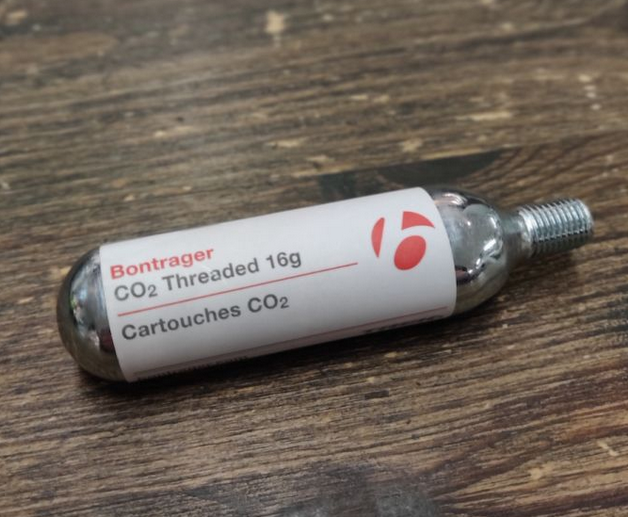 Bontrager
CO₂ Threaded 16g
Cartouches CO₂